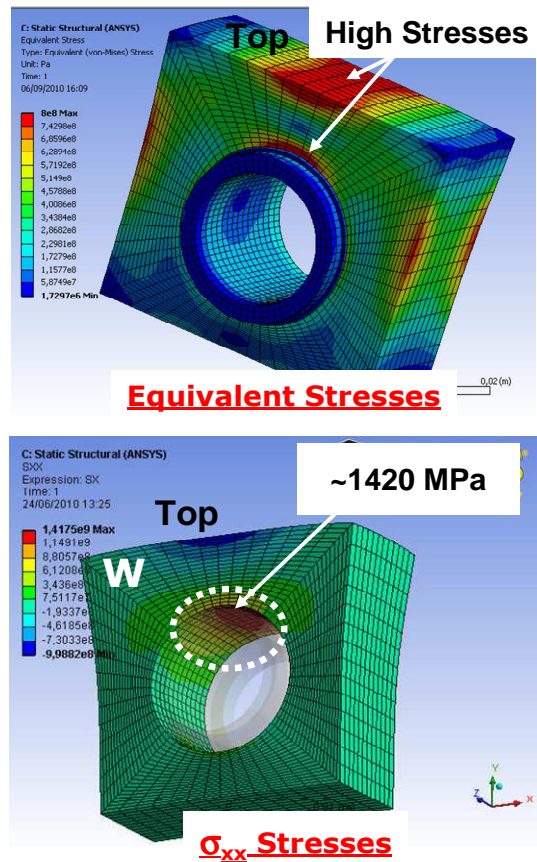 C: Static Structural (ANSYS)
Equivalent Stress
Type: Equivalent (von-Mises) Stress
Unit: Pa
Time: 1
06/09/2010 16:09
Top
High Stresses
8e8 Max
7,4298e8
6,8596e8
6,2894e8
5,7192e8
5,149e8
4,5788e8
4,0086e8
3,4384e8
2,8682e8
2,2981e8
1,7279e8
1,1577e8
5,8749e7
1,7297e6 Min
0,02 (m)
Equivalent Stresses
C: Static Structural (ANSYS)
SXX
Expression: SX
Time: 1
24/06/2010 13:25
~1420 MPa
Top
W
1,4175e9 Max
1,1491e9
8,8057e8
6,1208e8
3,436e8
7,5117e7
-1,9337e8
-4,6185e8
-7,3033e8
-9,9882e8 Min
Y
Z
X
σxx Stresses